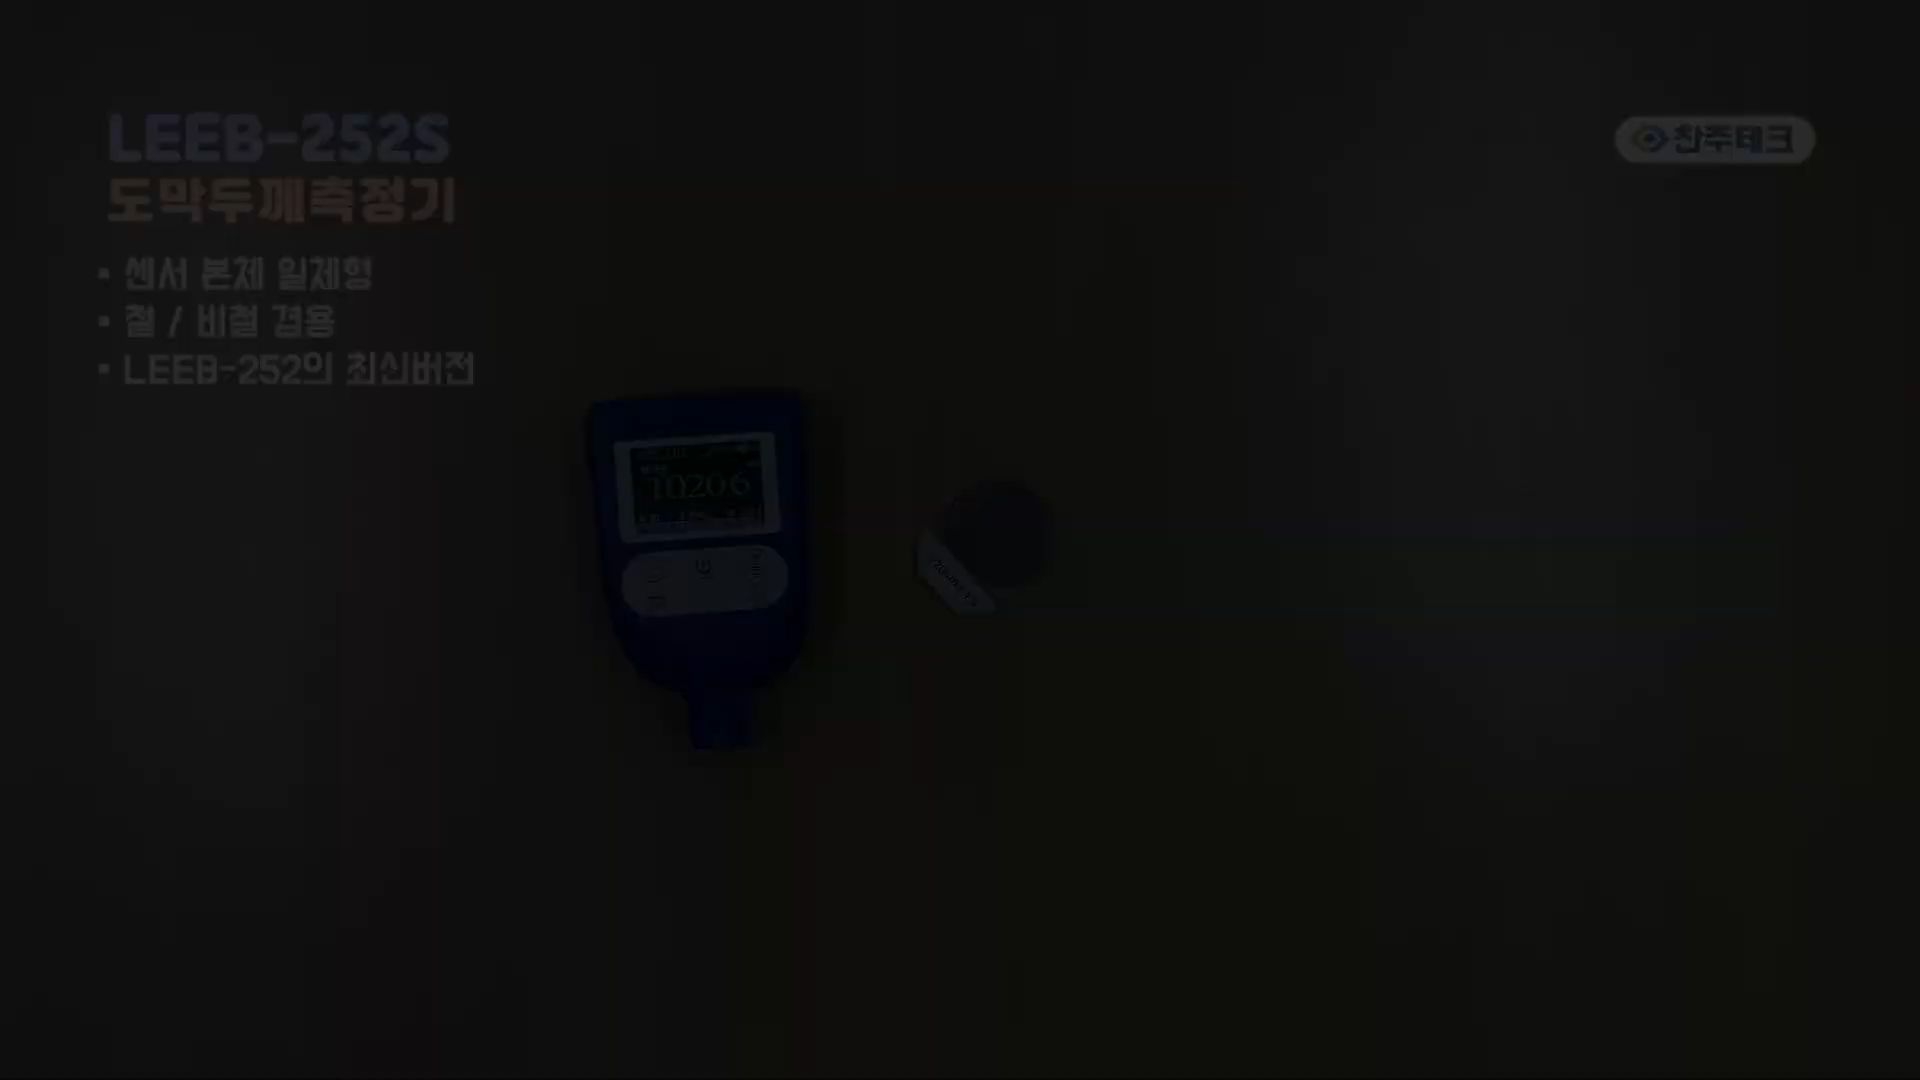 LEEB-252S
도막두께측정기
▪ 센서 본체 일체형
▪ 철 / 비철 겸용
▪ LEEB-252의 최신버전
찬주테크